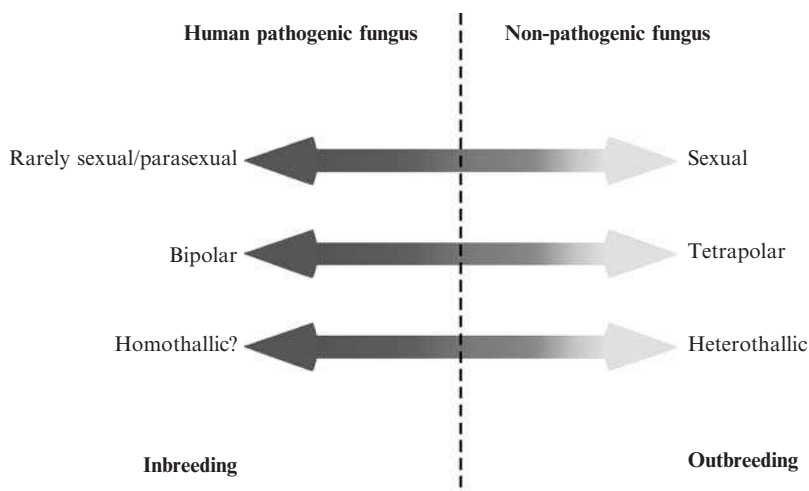 Human pathogenic fungus
Non-pathogenic fungus
Rarely sexual/parasexual
Sexual
Bipolar
Tetrapolar
Homothallic?
Heterothallic
Inbreeding
Outbreeding